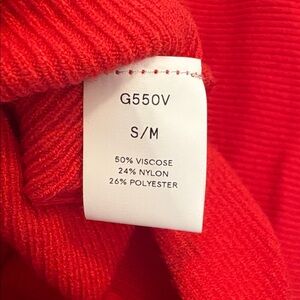 G550V
S/M
50% VISCOSE
24% NYLON
26% POLYESTER